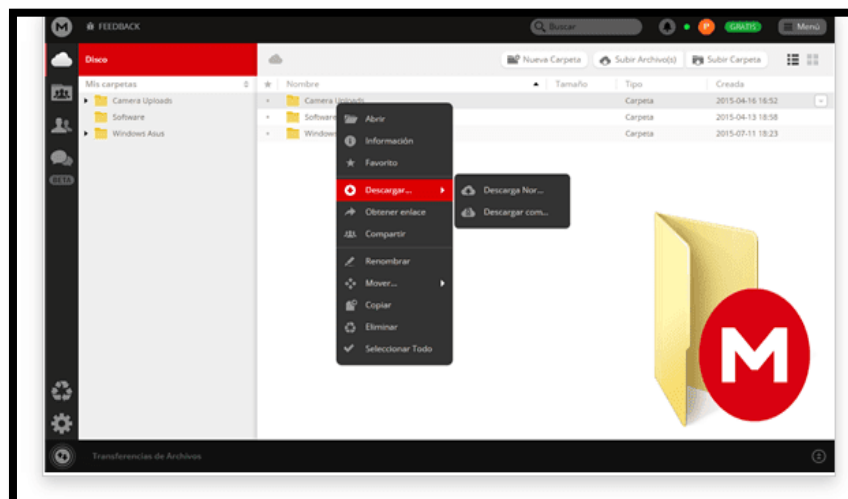 M FEEDBACK Buscar P GRATIS Menú
Disco Nueva Carpeta Subir Archivo(s) Subir Carpeta
Mis carpetas Nombre Tamaño Tipo Creada
Camera Uploads Camera Uploads Carpeta 2015-04-16 16:52
Software Software Carpeta 2015-04-13 18:58
Windows Asus Windows Carpeta 2015-07-11 18:23
BETA
Abrir
Información
Favorito
Descargar... Descarga Nor...
Obtener enlace Descargar com...
Compartir
Renombrar
Mover...
Copiar
Eliminar
Seleccionar Todo
M
Transferencias de Archivos